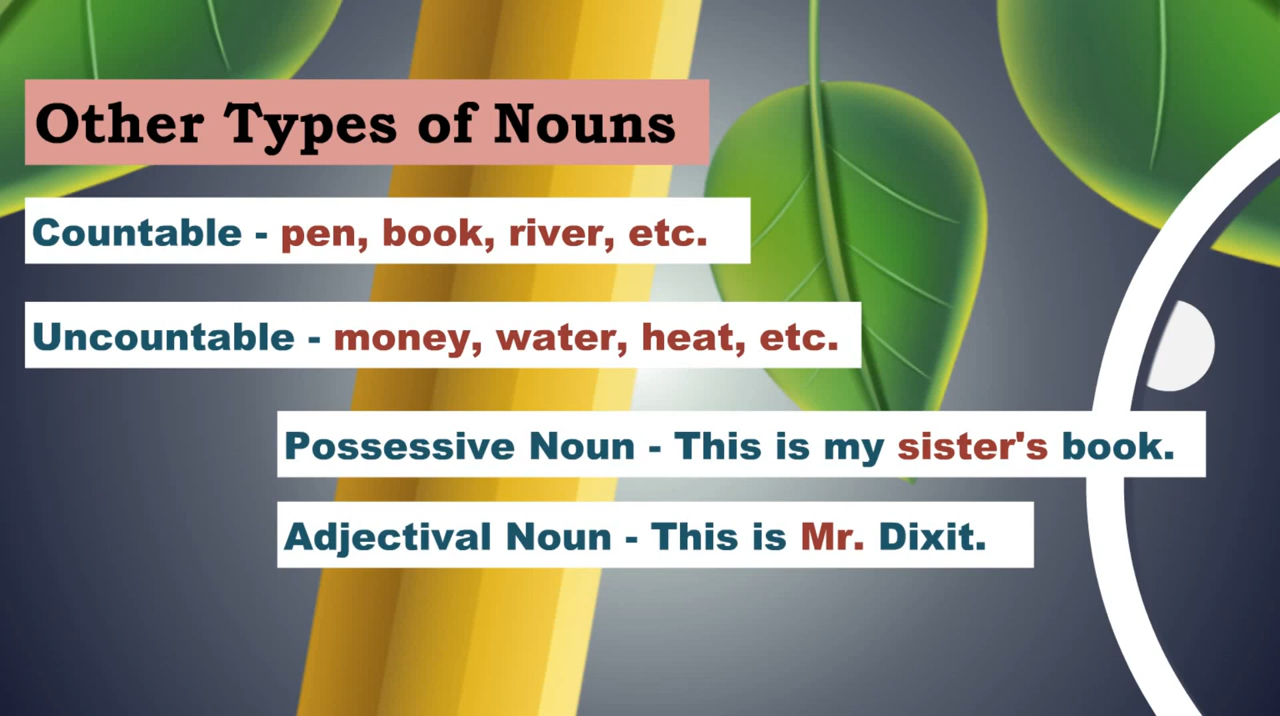 Other Types of Nouns
Countable - pen, book, river, etc.
Uncountable - money, water, heat, etc.
Possessive Noun - This is my sister's book.
Adjectival Noun - This is Mr. Dixit.